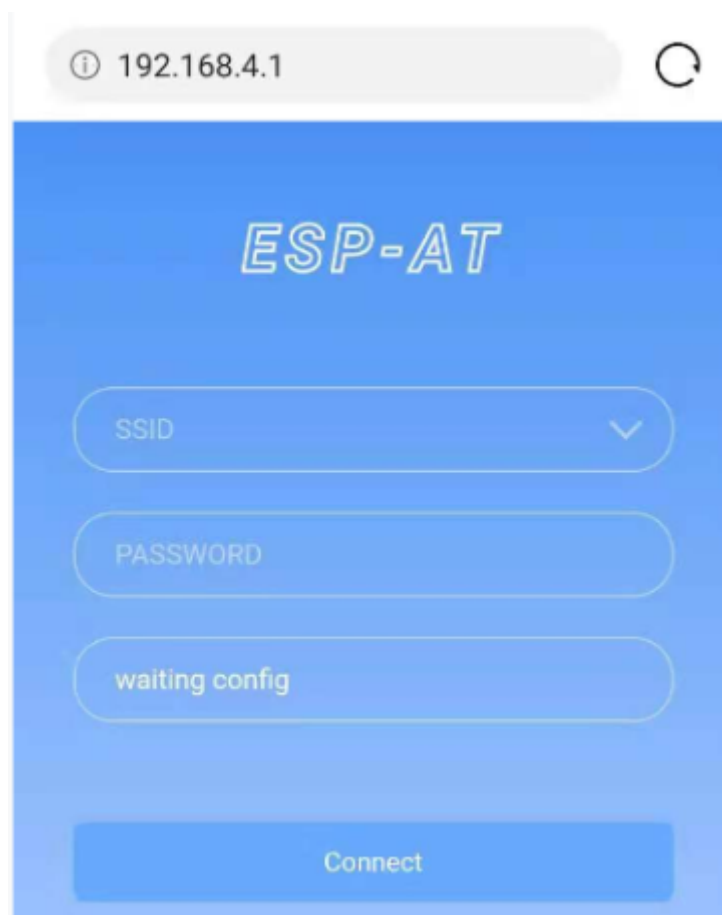 192.168.4.1
ESP-AT
SSID
PASSWORD
waiting config
Connect